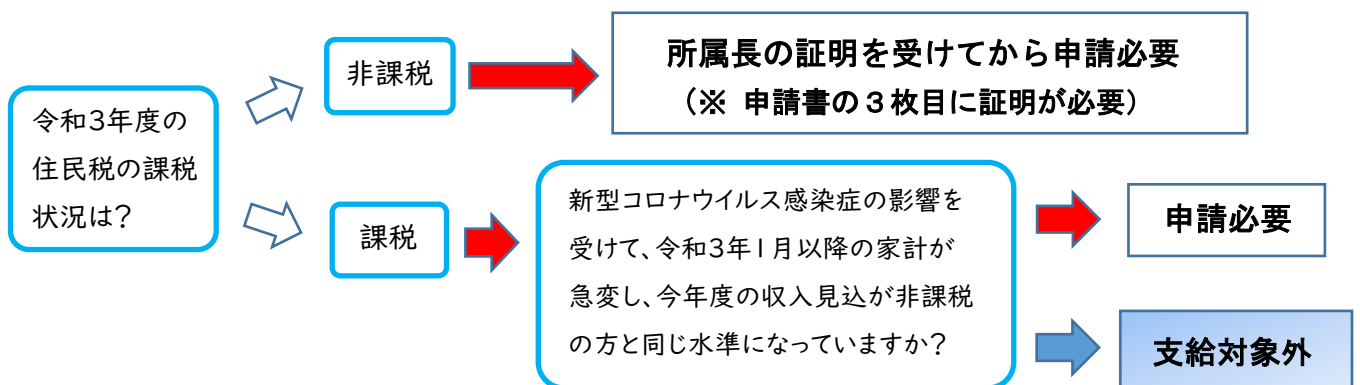 令和3年度の
住民税の課税
状況は?
非課税
所属長の証明を受けてから申請必要
(※ 申請書の3枚目に証明が必要)
課税
新型コロナウイルス感染症の影響を
受けて、令和3年1月以降の家計が
急変し、今年度の収入見込が非課税
の方と同じ水準になっていますか?
申請必要
支給対象外